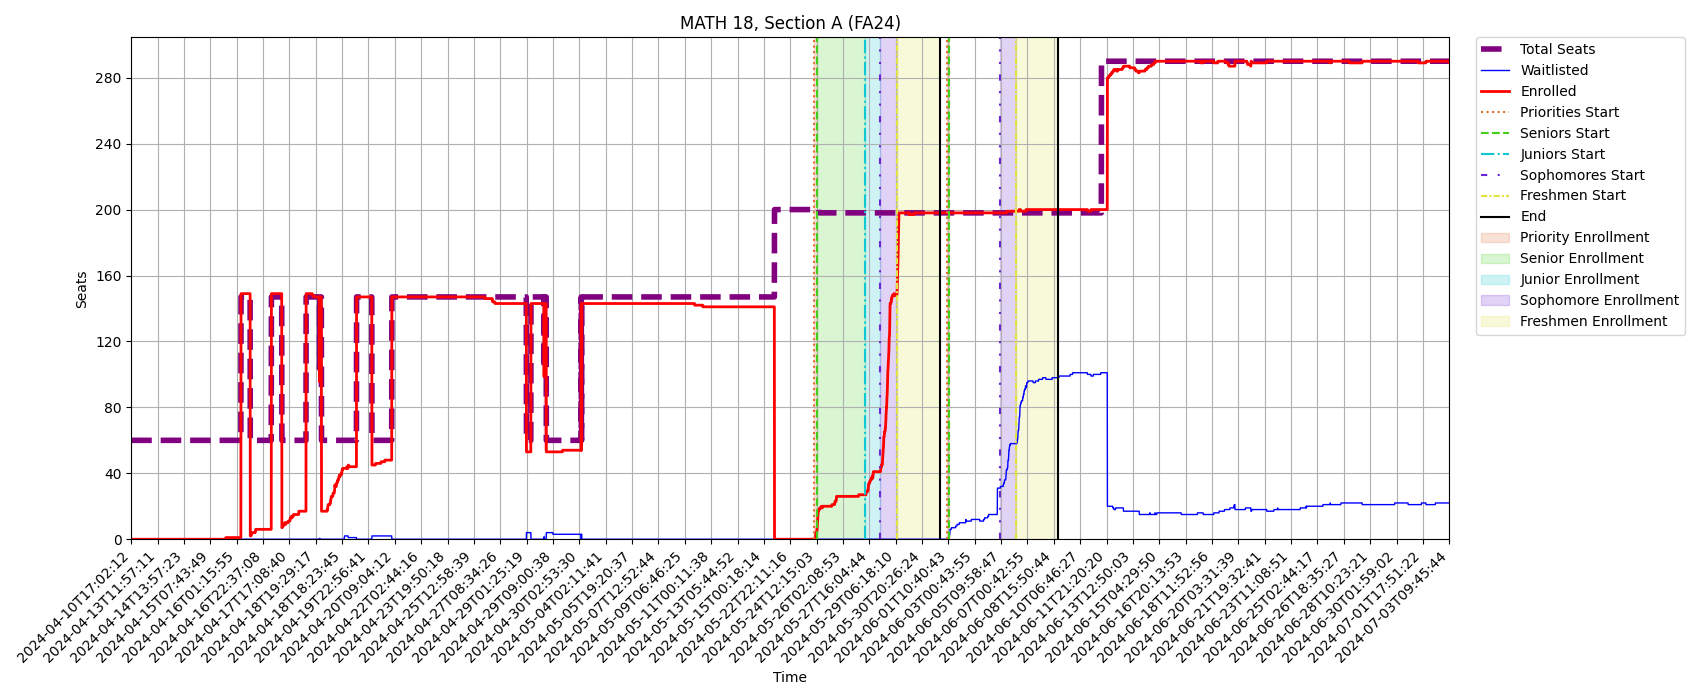 MATH 18, Section A (FA24)
Seats
280
240
200
160
120
80
40
0
2024-04-10T17:02:12
2024-04-13T11:57:11
2024-04-14T13:57:23
2024-04-15T07:43:49
2024-04-16T01:15:55
2024-04-16T22:37:08
2024-04-17T17:08:40
2024-04-18T19:29:17
2024-04-18T18:23:45
2024-04-19T22:56:41
2024-04-20T09:04:12
2024-04-22T02:44:16
2024-04-23T19:50:18
2024-04-25T12:58:39
2024-04-27T08:34:26
2024-04-29T01:25:19
2024-04-29T09:00:38
2024-04-30T02:53:30
2024-05-04T02:11:41
2024-05-05T19:20:37
2024-05-07T12:52:44
2024-05-09T06:46:25
2024-05-11T00:11:38
2024-05-13T05:44:52
2024-05-15T00:18:14
2024-05-22T22:11:16
2024-05-24T12:15:03
2024-05-26T02:08:53
2024-05-27T16:04:44
2024-05-29T06:18:10
2024-05-30T20:26:24
2024-06-01T10:40:45
2024-06-03T00:43:55
2024-06-05T09:58:47
2024-06-07T00:42:55
2024-06-08T15:50:44
2024-06-10T06:46:27
2024-06-11T21:20:20
2024-06-13T12:50:03
2024-06-15T04:29:50
2024-06-16T20:13:53
2024-06-18T11:52:56
2024-06-20T03:31:39
2024-06-21T19:32:41
2024-06-23T11:08:51
2024-06-25T02:44:17
2024-06-26T18:35:27
2024-06-28T10:23:21
2024-06-30T01:59:02
2024-07-01T17:51:22
2024-07-03T09:45:44
Time
Total Seats
Waitlisted
Enrolled
Priorities Start
Seniors Start
Juniors Start
Sophomores Start
Freshmen Start
End
Priority Enrollment
Senior Enrollment
Junior Enrollment
Sophomore Enrollment
Freshmen Enrollment